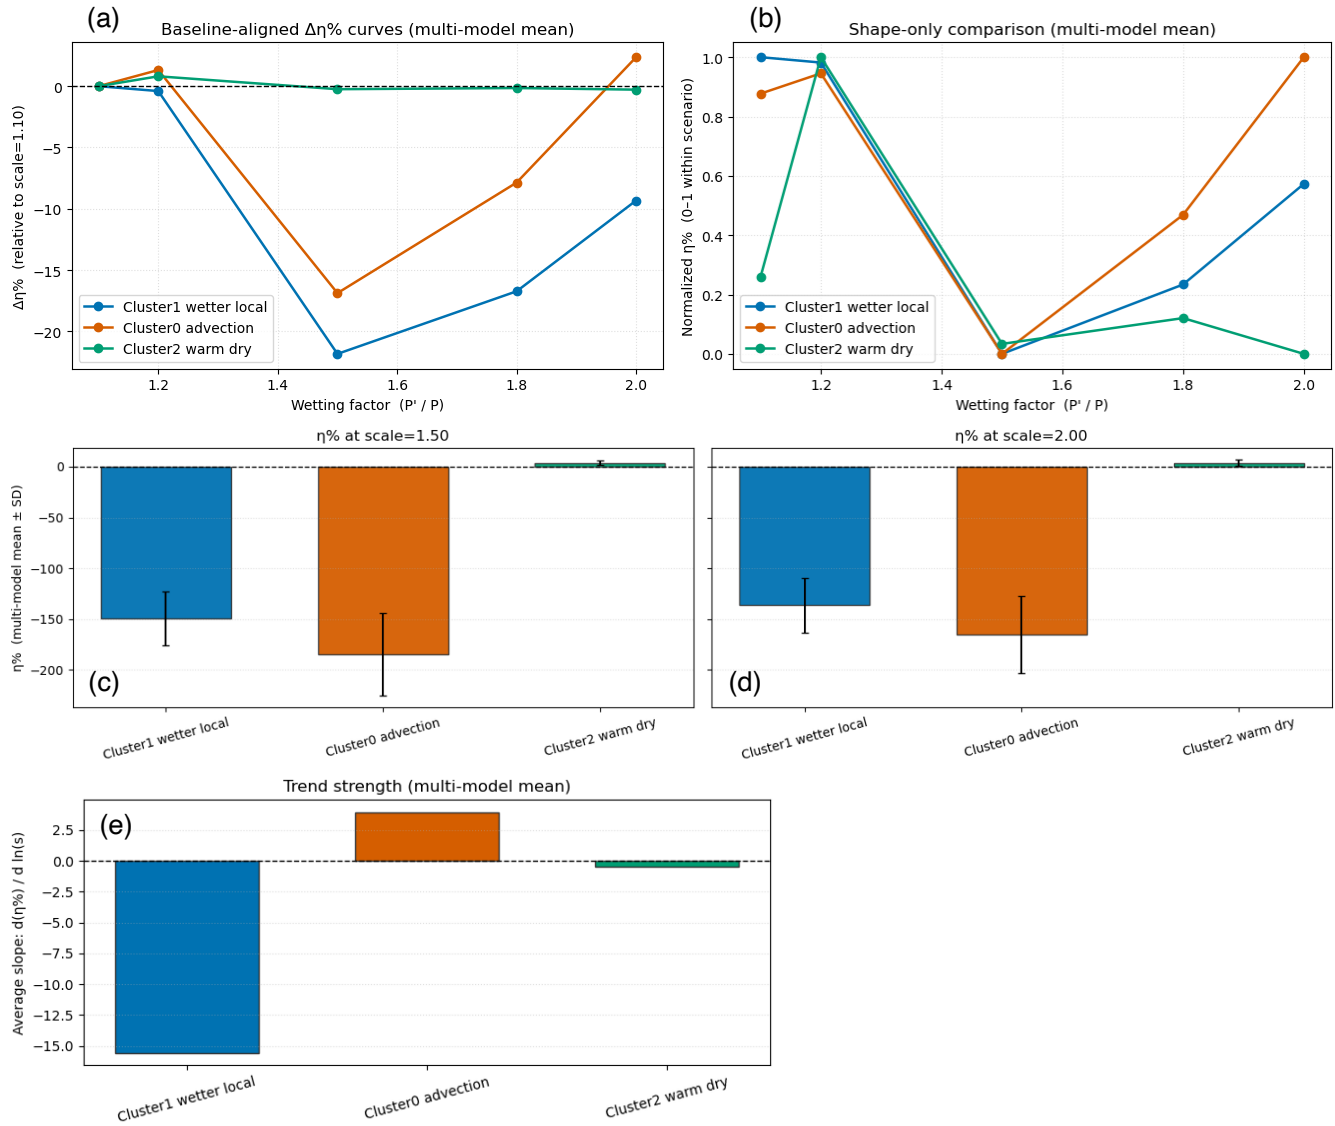 (a)
Baseline-aligned Δη% curves (multi-model mean)
Δη% (relative to scale=1.10)
0
−5
−10
−15
−20
Cluster1 wetter local
Cluster0 advection
Cluster2 warm dry
1.2
1.4
1.6
1.8
2.0
Wetting factor (P' / P)
(b)
Shape-only comparison (multi-model mean)
Normalized η% (0–1 within scenario)
1.0
0.8
0.6
0.4
0.2
0.0
Cluster1 wetter local
Cluster0 advection
Cluster2 warm dry
1.2
1.4
1.6
1.8
2.0
Wetting factor (P' / P)
η% at scale=1.50
η% (multi-model mean ± SD)
0
−50
−100
−150
−200
(c)
Cluster1 wetter local
Cluster0 advection
Cluster2 warm dry
η% at scale=2.00
(d)
Cluster1 wetter local
Cluster0 advection
Cluster2 warm dry
Trend strength (multi-model mean)
(e)
Average slope: d(η%) / d ln(s)
2.5
0.0
−2.5
−5.0
−7.5
−10.0
−12.5
−15.0
Cluster1 wetter local
Cluster0 advection
Cluster2 warm dry